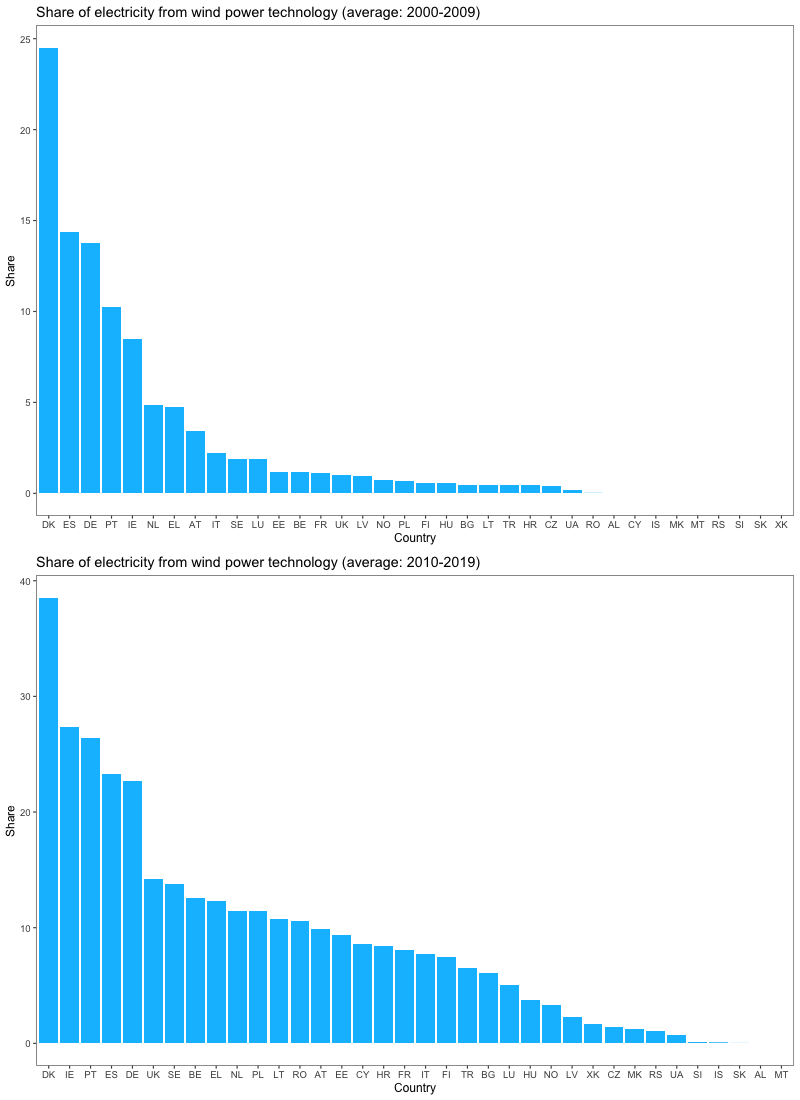 Share of electricity from wind power technology (average: 2000-2009)
25
20
15
10
5
0
Share
DK ES DE PT IE NL EL AT IT SE LU EE BE FR UK LV NO PL FI HU BG LT TR HR CZ UA RO AL CY IS MK MT RS SI SK XK
Country
Share of electricity from wind power technology (average: 2010-2019)
40
30
20
10
0
Share
DK IE PT ES DE UK SE BE EL NL PL LT RO AT EE CY HR FR IT FI TR BG LU HU NO LV XK CZ MK RS UA SI IS SK AL MT
Country